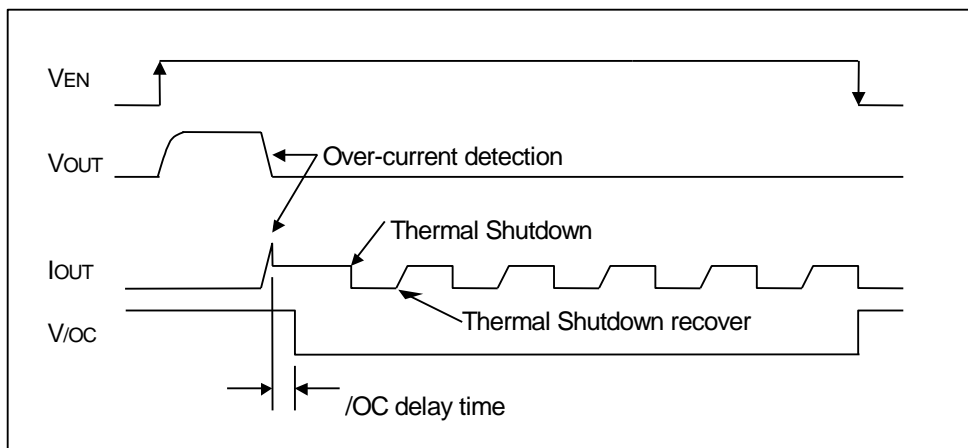 VEN
VOUT
Over-current detection
Thermal Shutdown
IOUT
Thermal Shutdown recover
V/OC
/OC delay time